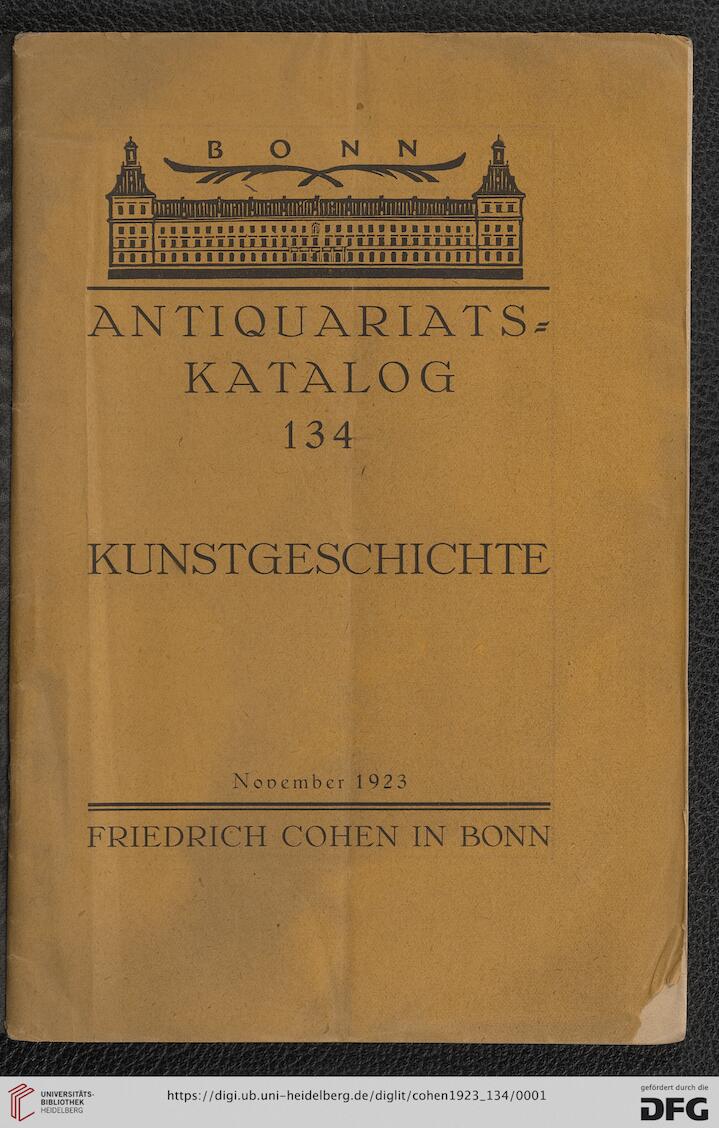 BONN
ANTIQUARIATS=
KATALOG
134
KUNSTGESCHICHTE
November 1923
FRIEDRICH COHEN IN BONN
UNIVERSITÄTS-
BIBLIOTHEK
HEIDELBERG
https://digi.ub.uni-heidelberg.de/diglit/cohen1923_134/0001
gefördert durch die
DFG